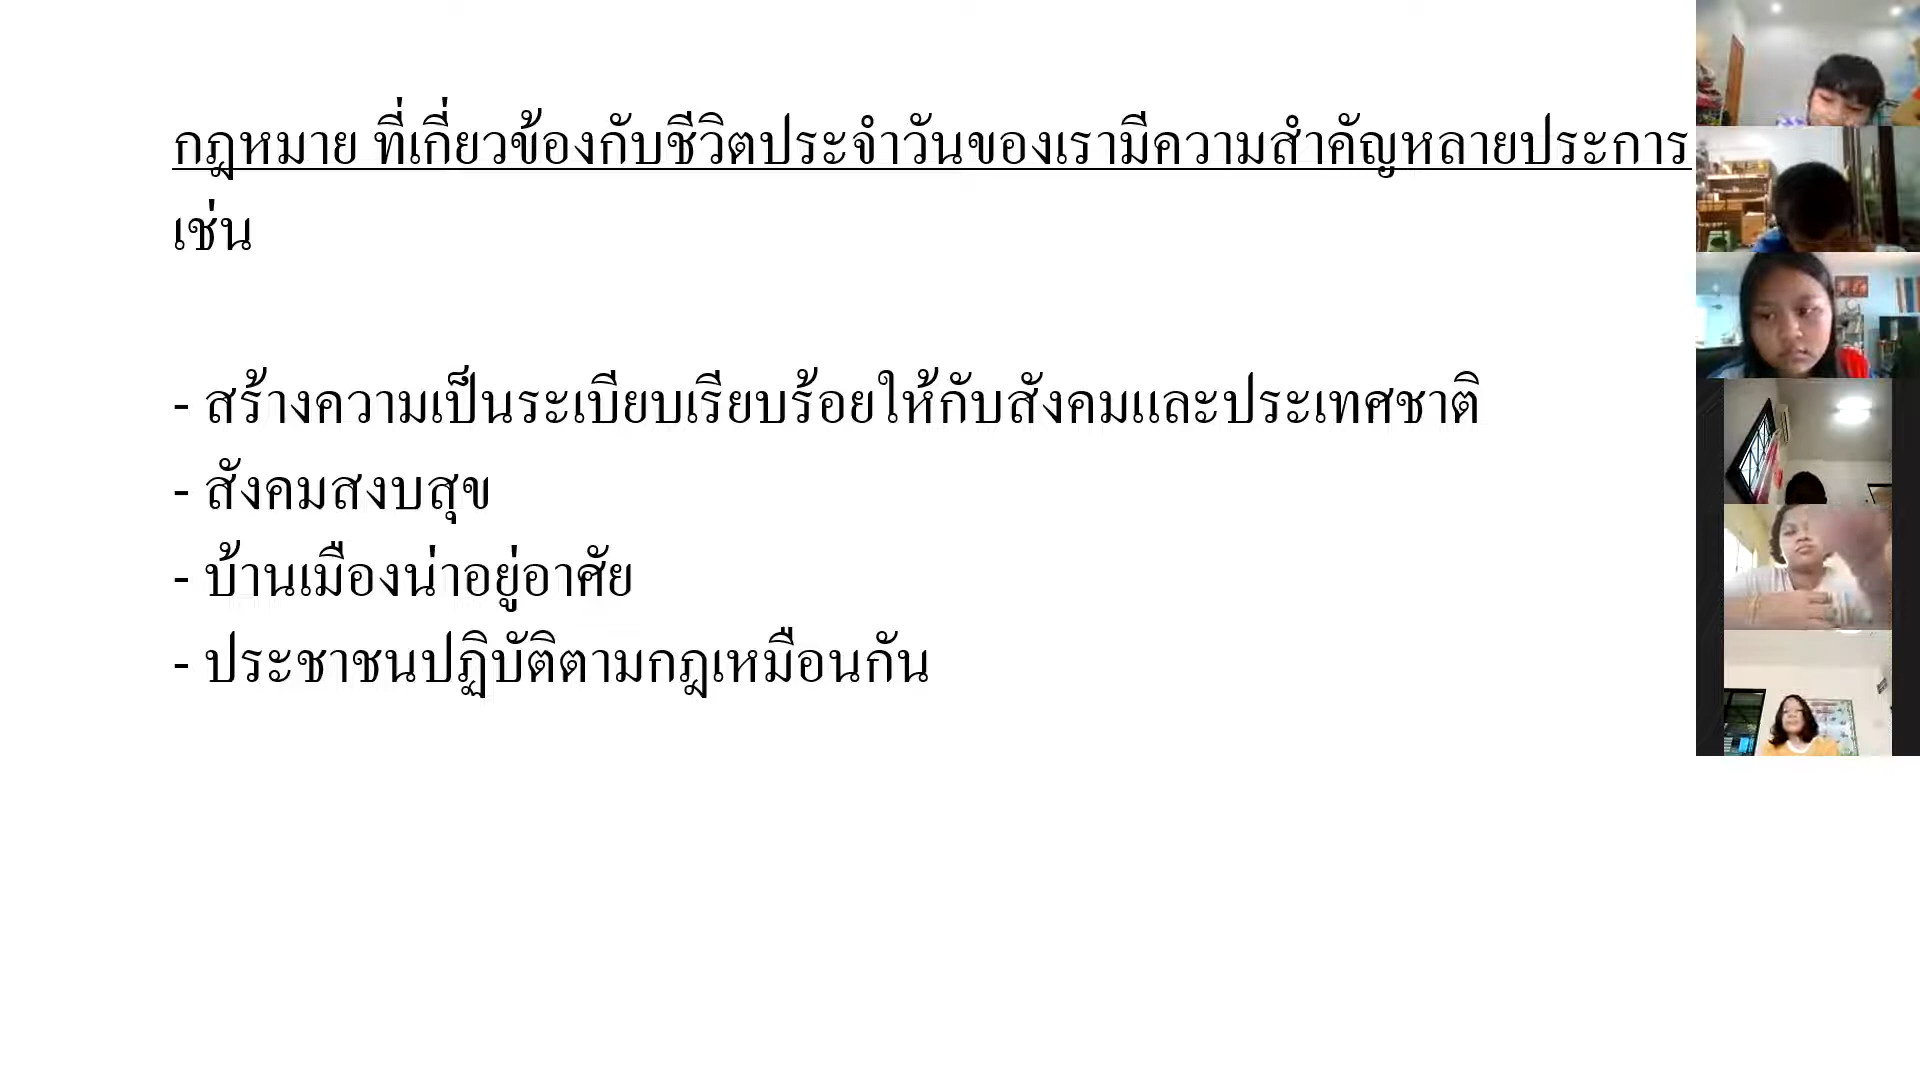 กฎหมาย ที่เกี่ยวข้องกับชีวิตประจำวันของเรามีความสำคัญหลายประการ
เช่น
- สร้างความเป็นระเบียบเรียบร้อยให้กับสังคมและประเทศชาติ
- สังคมสงบสุข
- บ้านเมืองน่าอยู่อาศัย
- ประชาชนปฏิบัติตามกฎเหมือนกัน